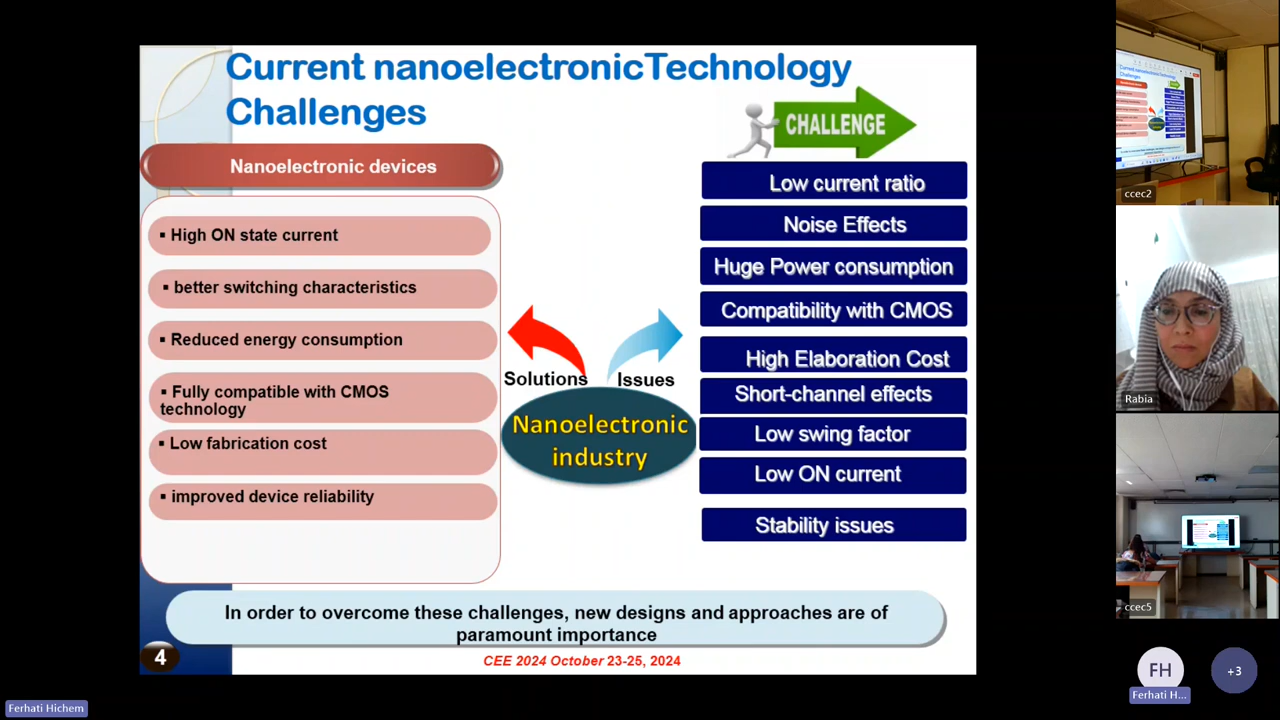 Current nanoelectronicTechnology
Challenges
CHALLENGE
Nanoelectronic devices
▪ High ON state current
▪ better switching characteristics
▪ Reduced energy consumption
▪ Fully compatible with CMOS
technology
▪ Low fabrication cost
▪ improved device reliability
Solutions
Issues
Nanoelectronic
industry
Low current ratio
Noise Effects
Huge Power consumption
Compatibility with CMOS
High Elaboration Cost
Short-channel effects
Low swing factor
Low ON current
Stability issues
In order to overcome these challenges, new designs and approaches are of
paramount importance
4
CEE 2024 October 23-25, 2024
Ferhati Hichem
ccec2
Rabia
ccec5
FH
Ferhati H...
+3